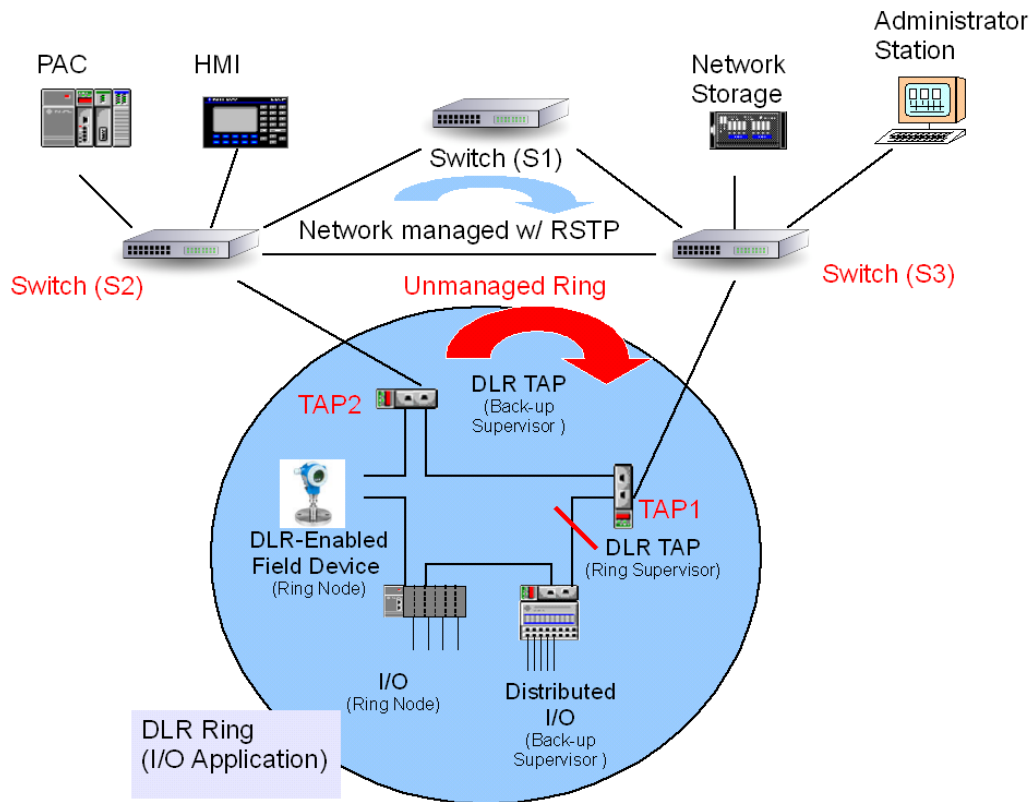 Administrator
Station
PAC
HMI
Network
Storage
Switch (S1)
Network managed w/ RSTP
Switch (S2)
Unmanaged Ring
Switch (S3)
DLR TAP
(Back-up
Supervisor )
TAP2
TAP1
DLR-Enabled
Field Device
(Ring Node)
DLR TAP
(Ring Supervisor)
I/O
(Ring Node)
Distributed
I/O
(Back-up
Supervisor )
DLR Ring
(I/O Application)